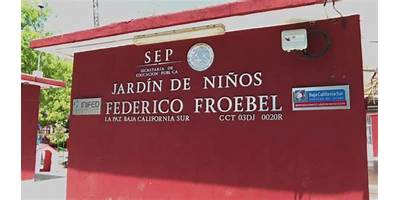 SEP
SECRETARÍA DE
EDUCACIÓN PÚBLICA
JARDÍN DE NIÑOS
FEDERICO FROEBEL
LA PAZ BAJA CALIFORNIA SUR CCT 03DJ 0020R
INIFED
Baja California Sur